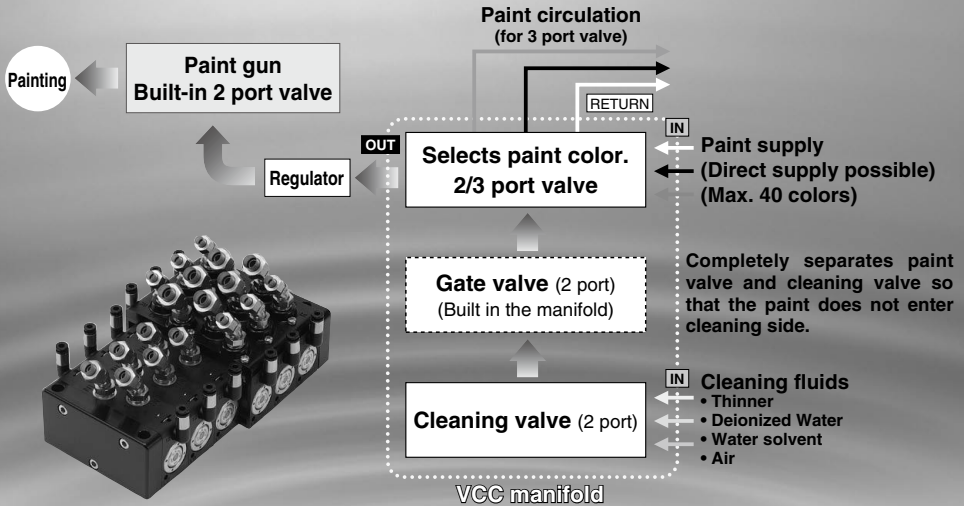 Paint circulation
(for 3 port valve)
Painting
Paint gun
Built-in 2 port valve
RETURN
IN
OUT
Selects paint color.
2/3 port valve
Regulator
Paint supply
(Direct supply possible)
(Max. 40 colors)
Gate valve (2 port)
(Built in the manifold)
Completely separates paint
valve and cleaning valve so
that the paint does not enter
cleaning side.
IN
Cleaning valve (2 port)
Cleaning fluids
• Thinner
• Deionized Water
• Water solvent
• Air
VCC manifold